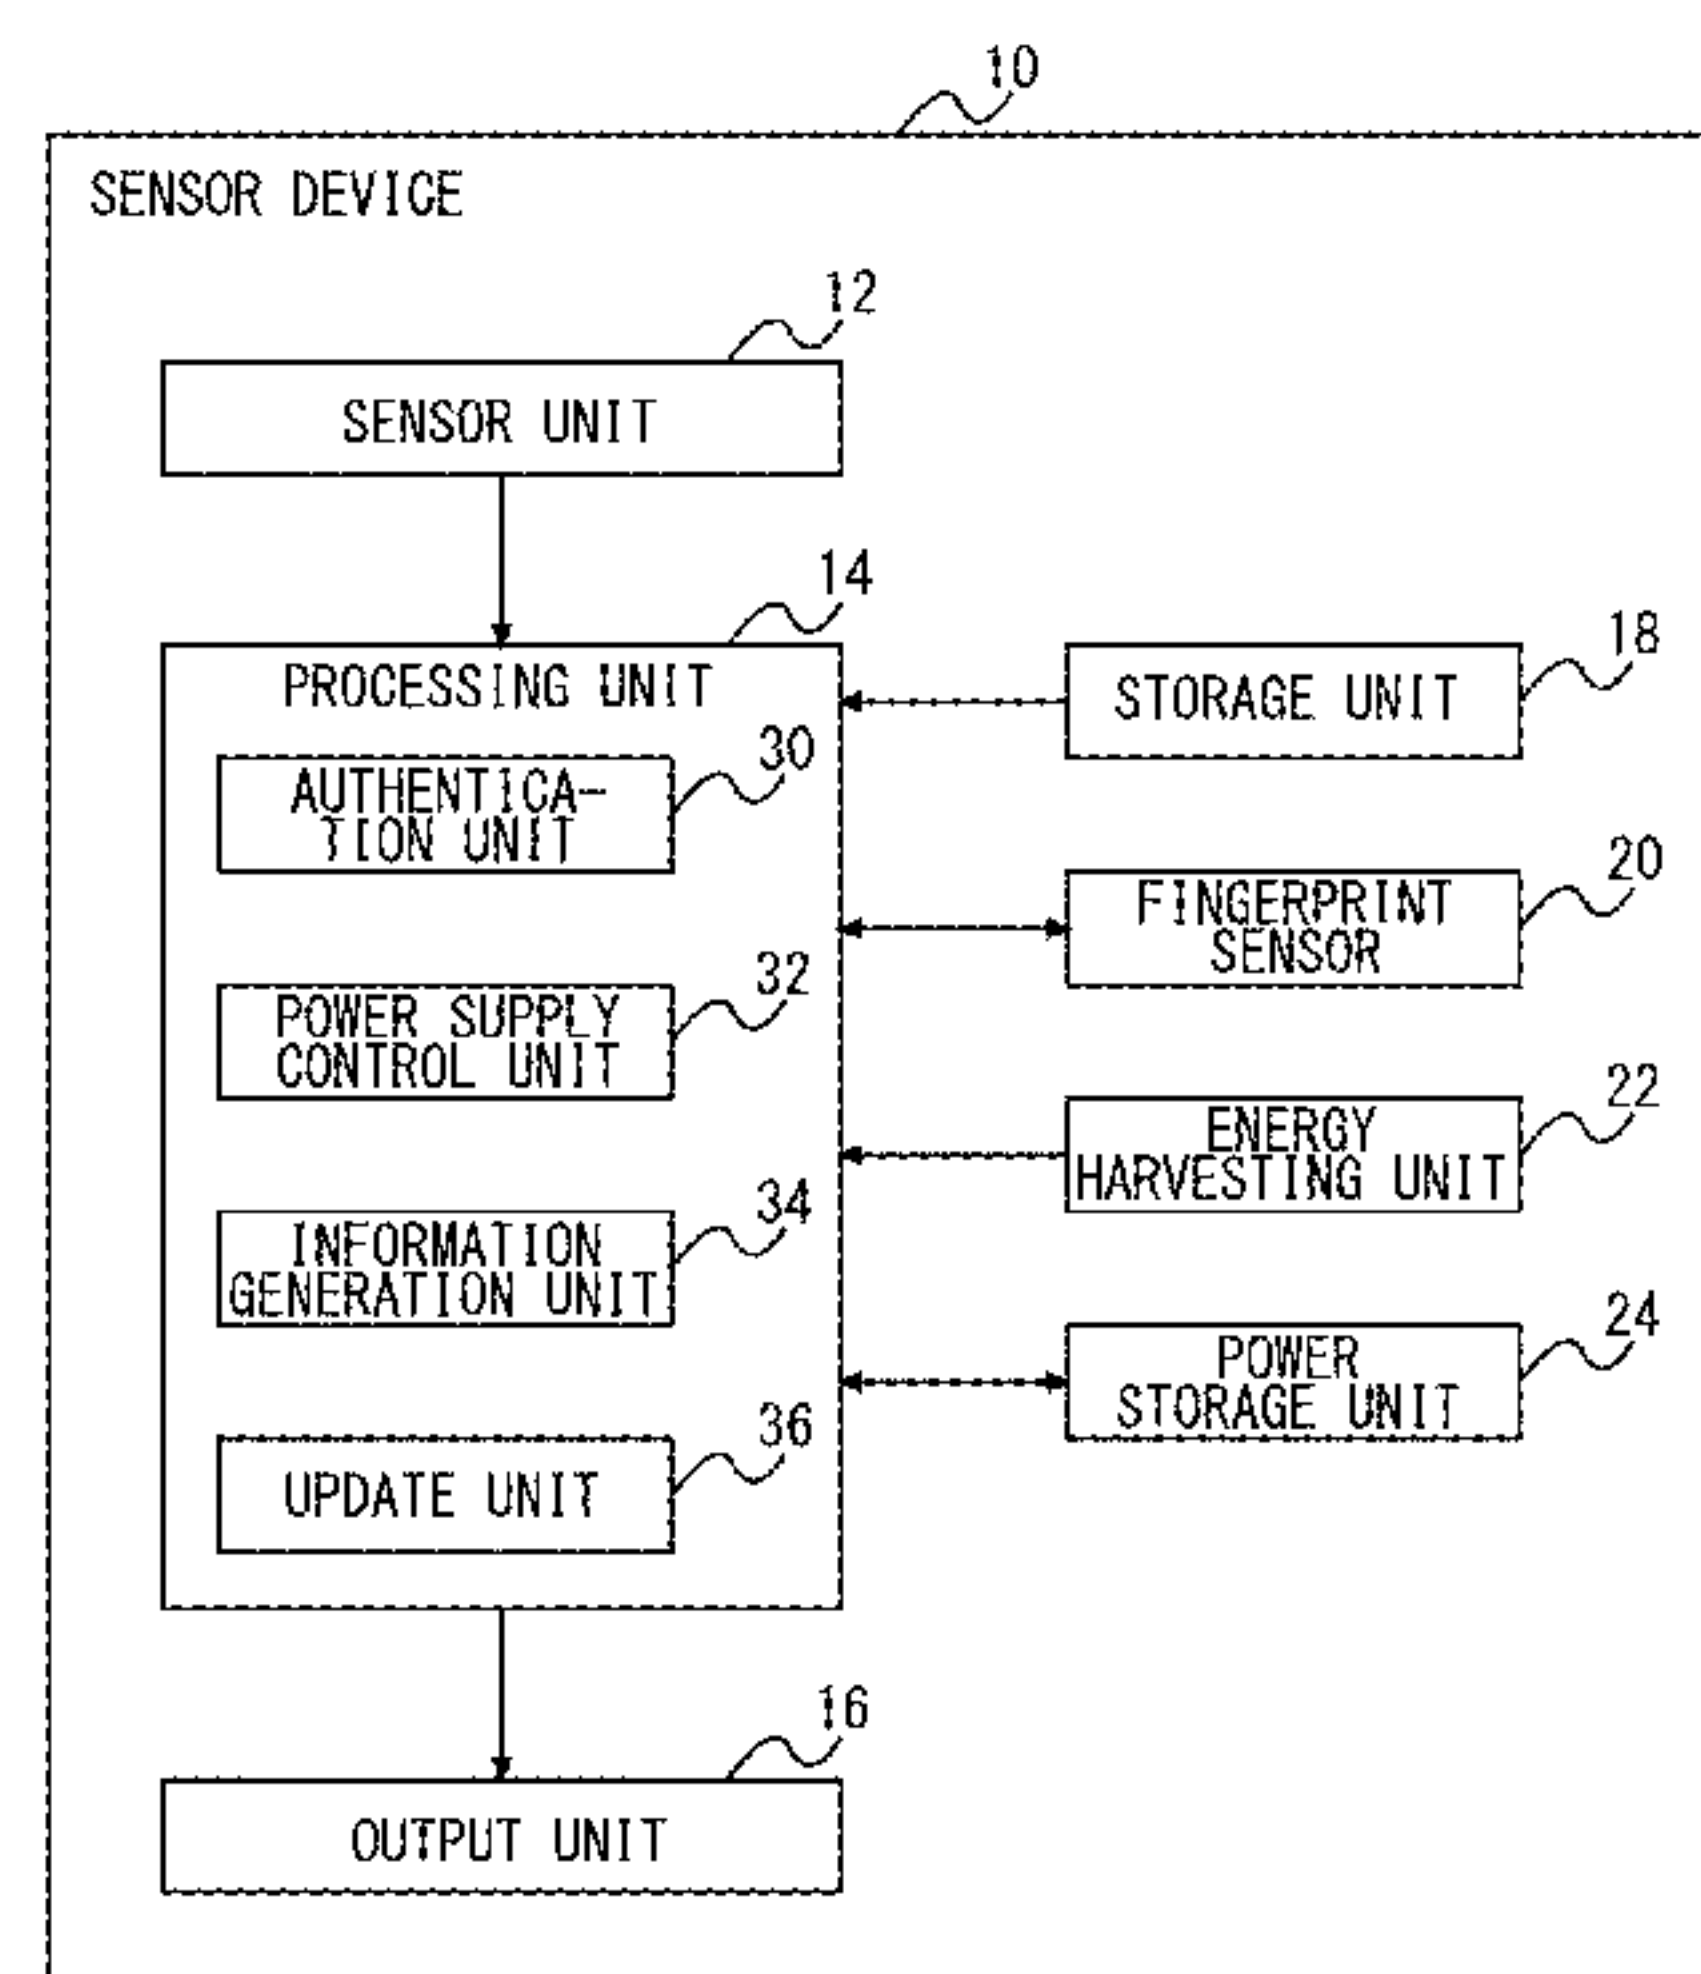 10
SENSOR DEVICE
12
SENSOR UNIT
14
PROCESSING UNIT
30
AUTHENTICA-
TION UNIT
32
POWER SUPPLY
CONTROL UNIT
34
INFORMATION
GENERATION UNIT
36
UPDATE UNIT
18
STORAGE UNIT
20
FINGERPRINT
SENSOR
22
ENERGY
HARVESTING UNIT
24
POWER
STORAGE UNIT
16
OUTPUT UNIT